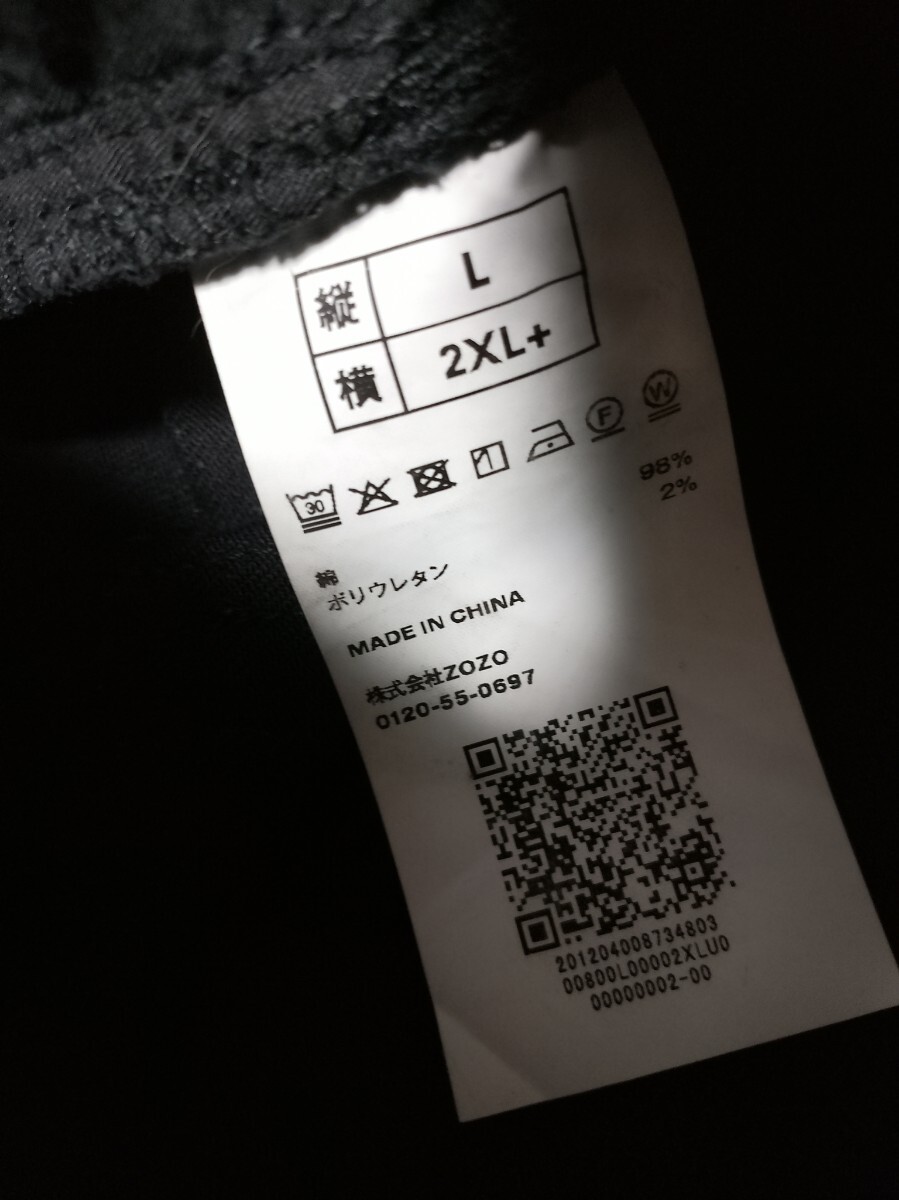 縦 L
横 2XL+
30 F W
綿 98%
ポリウレタン 2%
MADE IN CHINA
株式会社ZOZO
0120-55-0697
201204008734803
00800L00002XLU0
00000002-00